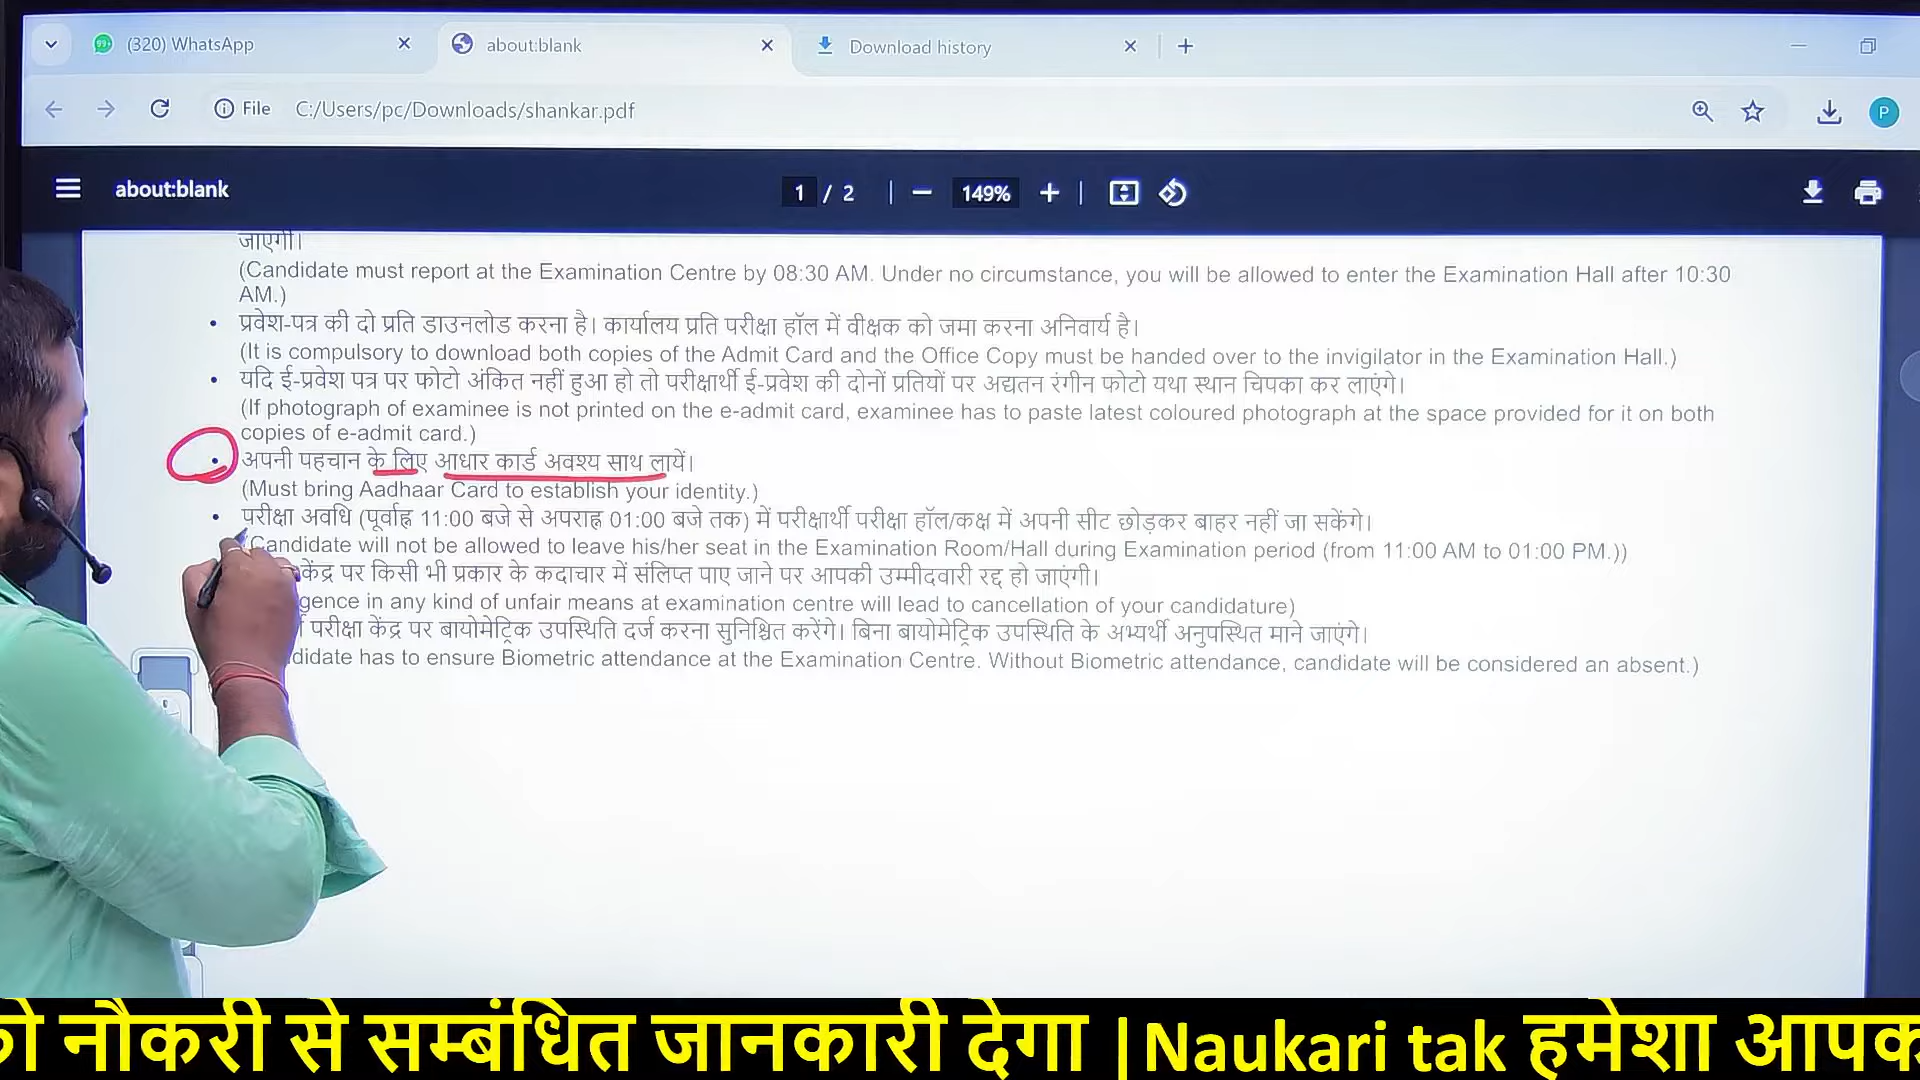 (320) WhatsApp
about:blank
Download history
File C:/Users/pc/Downloads/shankar.pdf
P
about:blank
1 / 2
149%
जाएगी।
(Candidate must report at the Examination Centre by 08:30 AM. Under no circumstance, you will be allowed to enter the Examination Hall after 10:30
AM.)
• प्रवेश-पत्र की दो प्रति डाउनलोड करना है। कार्यालय प्रति परीक्षा हॉल में वीक्षक को जमा करना अनिवार्य है।
(It is compulsory to download both copies of the Admit Card and the Office Copy must be handed over to the invigilator in the Examination Hall.)
• यदि ई-प्रवेश पत्र पर फोटो अंकित नहीं हुआ हो तो परीक्षार्थी ई-प्रवेश की दोनों प्रतियों पर अद्यतन रंगीन फोटो यथा स्थान चिपका कर लाएंगे।
(If photograph of examinee is not printed on the e-admit card, examinee has to paste latest coloured photograph at the space provided for it on both
copies of e-admit card.)
• अपनी पहचान के लिए आधार कार्ड अवश्य साथ लायें।
(Must bring Aadhaar Card to establish your identity.)
• परीक्षा अवधि (पूर्वाह्न 11:00 बजे से अपराह्न 01:00 बजे तक) में परीक्षार्थी परीक्षा हॉल/कक्ष में अपनी सीट छोड़कर बाहर नहीं जा सकेंगे।
Candidate will not be allowed to leave his/her seat in the Examination Room/Hall during Examination period (from 11:00 AM to 01:00 PM.))
केंद्र पर किसी भी प्रकार के कदाचार में संलिप्त पाए जाने पर आपकी उम्मीदवारी रद्द हो जाएंगी।
in any kind of unfair means at examination centre will lead to cancellation of your candidature)
परीक्षा केंद्र पर बायोमेट्रिक उपस्थिति दर्ज करना सुनिश्चित करेंगे। बिना बायोमेट्रिक उपस्थिति के अभ्यर्थी अनुपस्थित माने जाएंगे।
has to ensure Biometric attendance at the Examination Centre. Without Biometric attendance, candidate will be considered an absent.)
को नौकरी से सम्बंधित जानकारी देगा |Naukari tak हमेशा